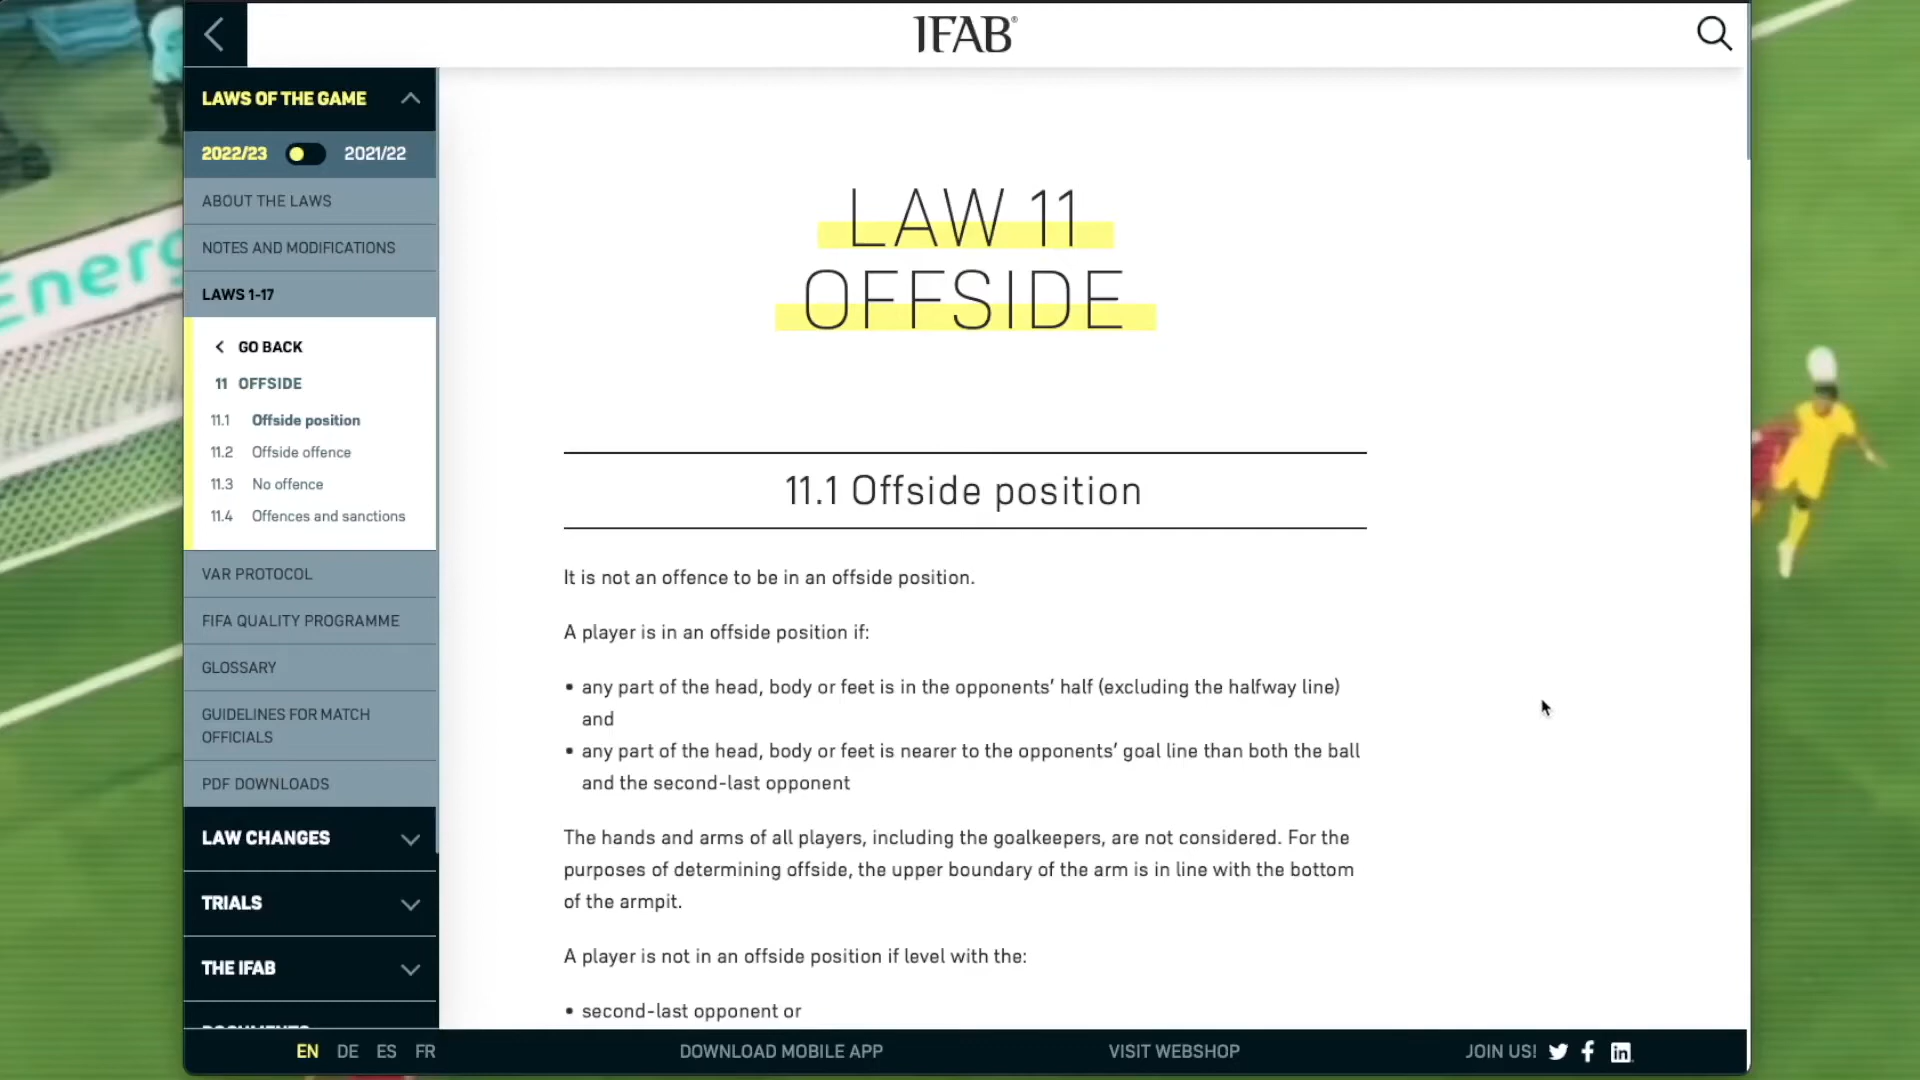 IFAB®
LAWS OF THE GAME
2022/23 2021/22
ABOUT THE LAWS
NOTES AND MODIFICATIONS
LAWS 1-17
GO BACK
11 OFFSIDE
11.1 Offside position
11.2 Offside offence
11.3 No offence
11.4 Offences and sanctions
VAR PROTOCOL
FIFA QUALITY PROGRAMME
GLOSSARY
GUIDELINES FOR MATCH
OFFICIALS
PDF DOWNLOADS
LAW CHANGES
TRIALS
THE IFAB
DOCUMENTS
LAW 11
OFFSIDE
11.1 Offside position
It is not an offence to be in an offside position.
A player is in an offside position if:
• any part of the head, body or feet is in the opponents’ half (excluding the halfway line)
and
• any part of the head, body or feet is nearer to the opponents’ goal line than both the ball
and the second-last opponent
The hands and arms of all players, including the goalkeepers, are not considered. For the
purposes of determining offside, the upper boundary of the arm is in line with the bottom
of the armpit.
A player is not in an offside position if level with the:
• second-last opponent or
EN DE ES FR DOWNLOAD MOBILE APP VISIT WEBSHOP JOIN US!
Energ